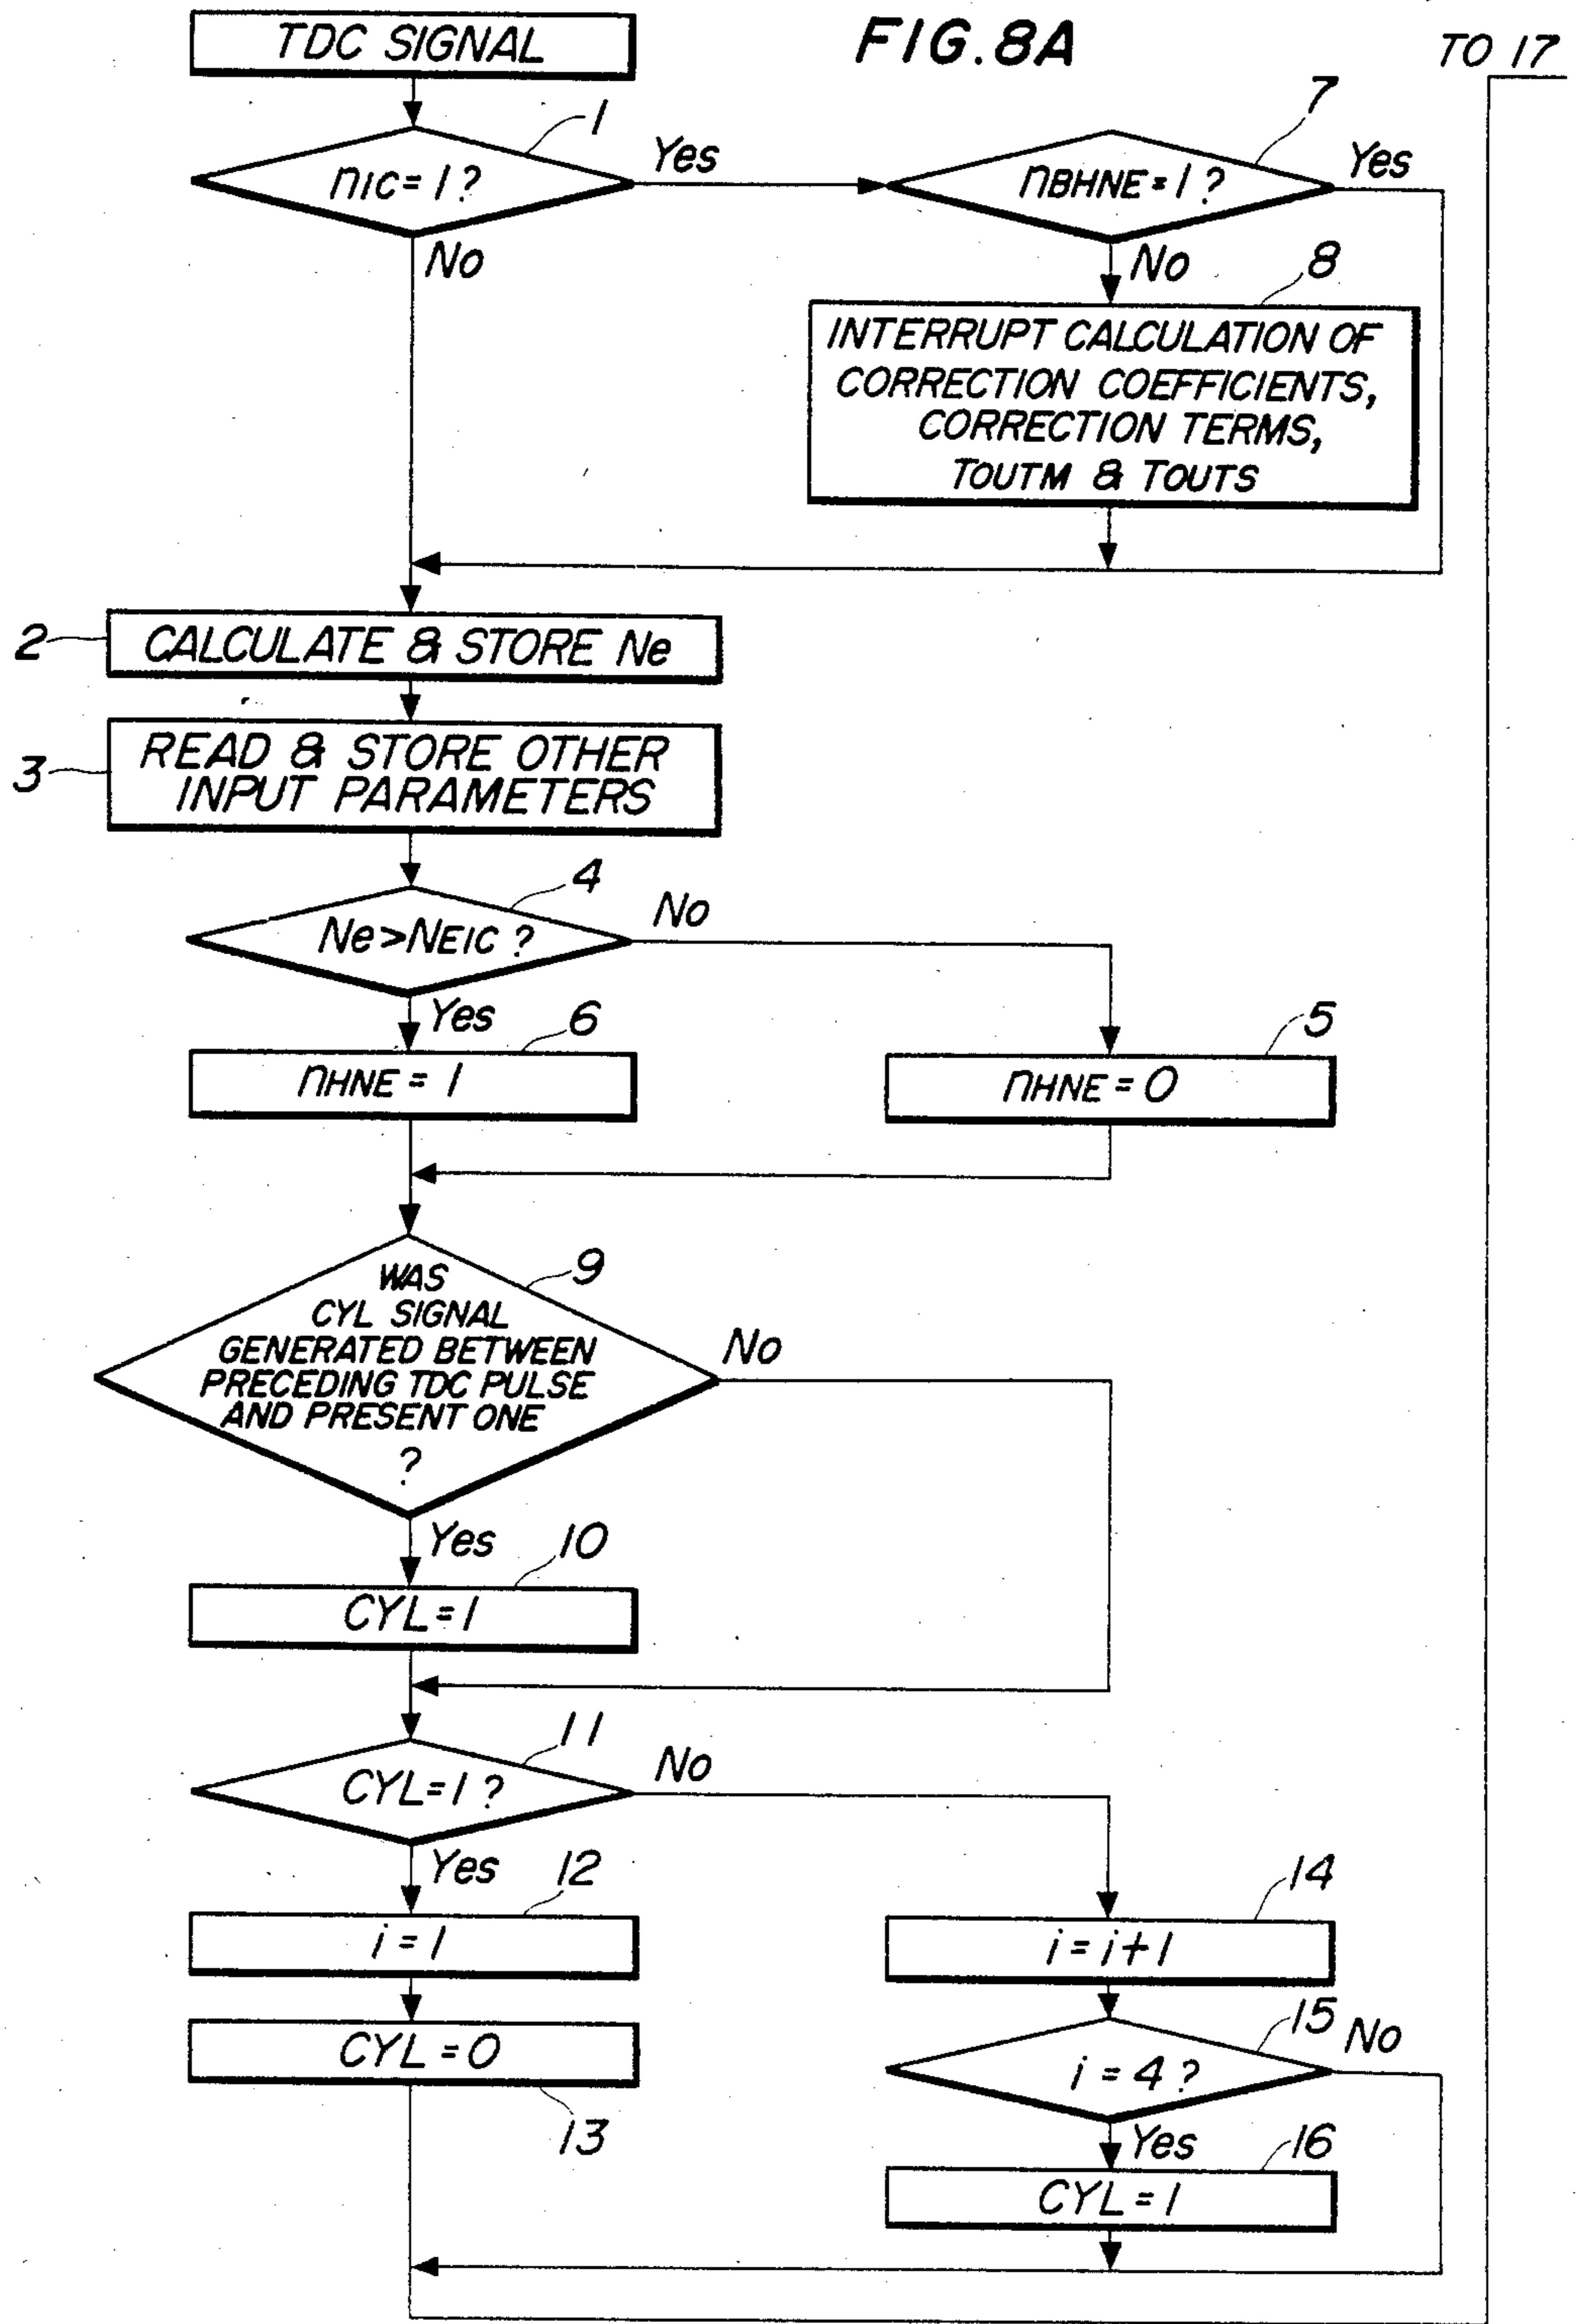 FIG. 8A
TO 17
TDC SIGNAL
1
nIC = 1 ?
Yes
No
7
nBHNE = 1 ?
Yes
No
8
INTERRUPT CALCULATION OF
CORRECTION COEFFICIENTS,
CORRECTION TERMS,
TOUTM & TOUTS
2
CALCULATE & STORE Ne
3
READ & STORE OTHER
INPUT PARAMETERS
4
Ne>NEIC ?
No
Yes
6
nHNE = 1
5
nHNE = 0
9
WAS
CYL SIGNAL
GENERATED BETWEEN
PRECEDING TDC PULSE
AND PRESENT ONE
?
No
Yes
10
CYL = 1
11
CYL = 1 ?
No
Yes
12
i = 1
CYL = 0
13
14
i = i + 1
15
No
i = 4 ?
Yes
16
CYL = 1